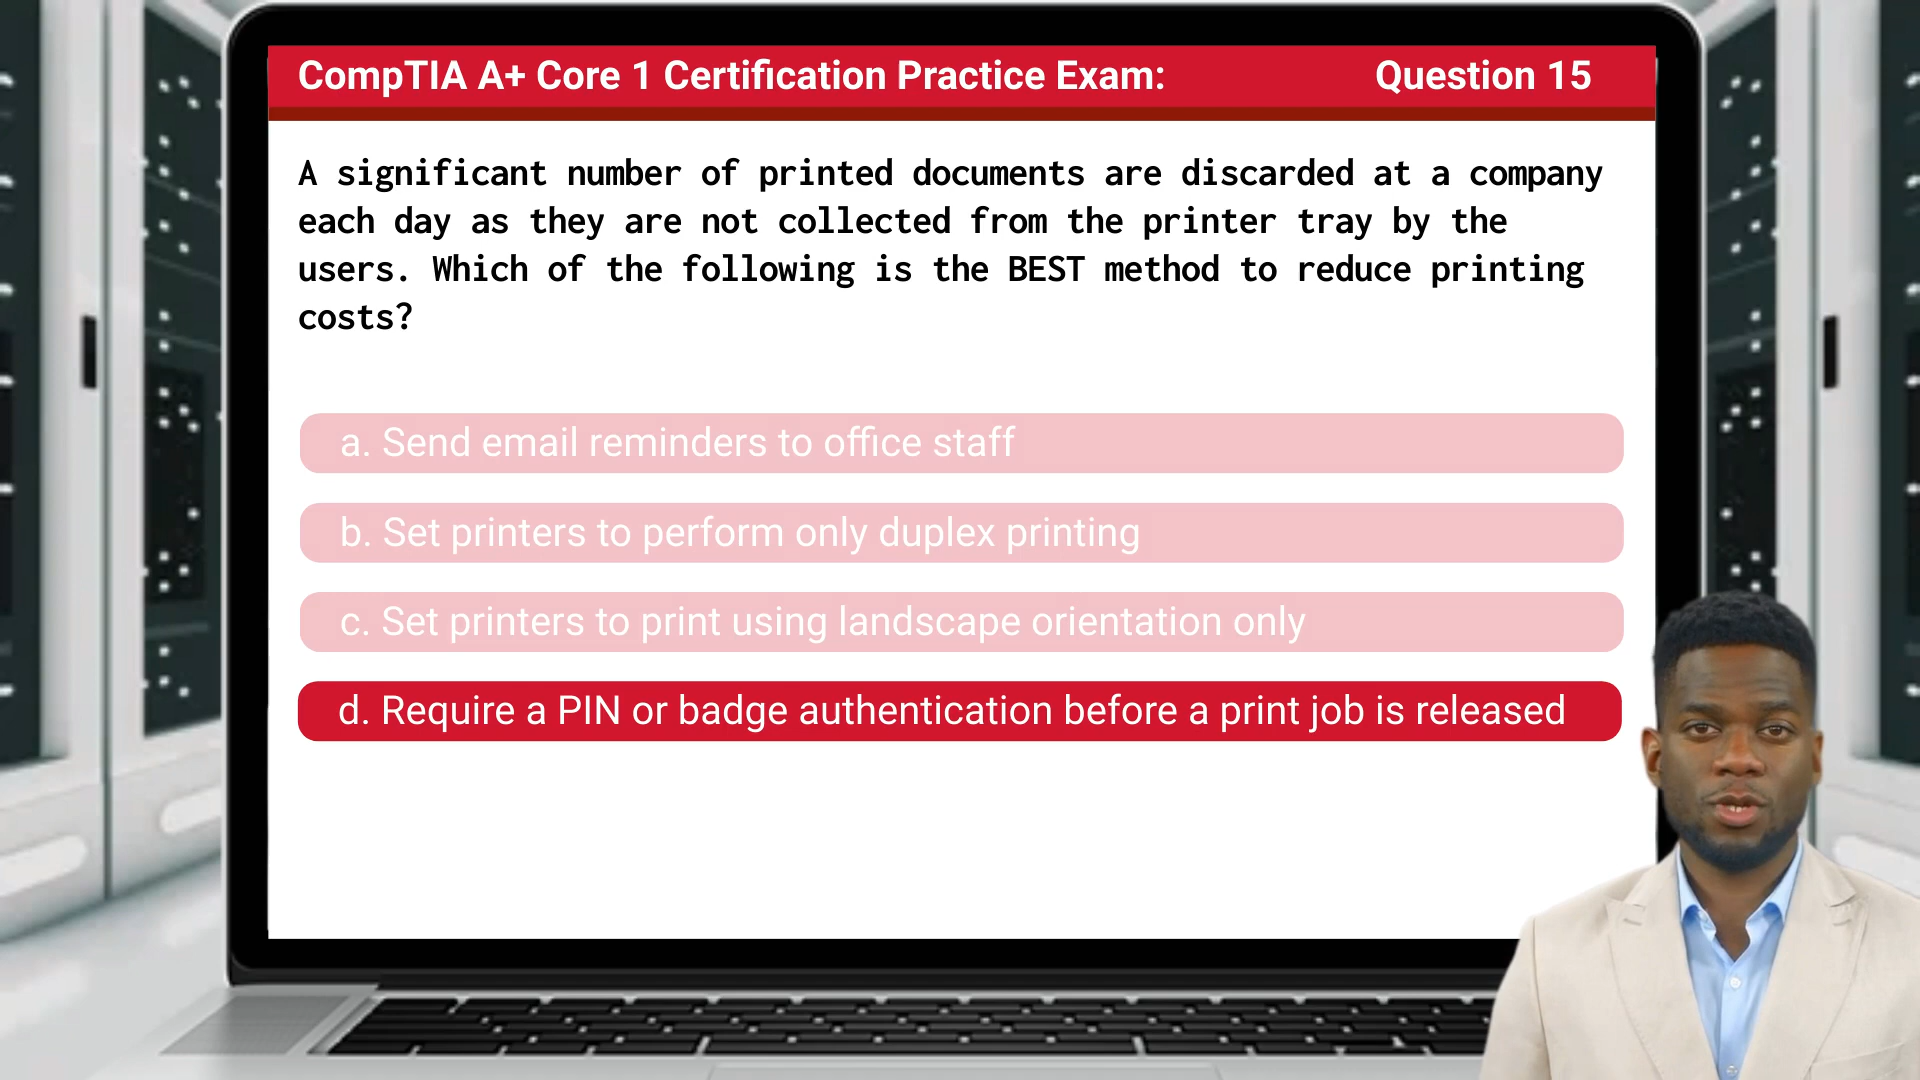 CompTIA A+ Core 1 Certification Practice Exam:
Question 15
A significant number of printed documents are discarded at a company
each day as they are not collected from the printer tray by the
users. Which of the following is the BEST method to reduce printing
costs?
a. Send email reminders to office staff
b. Set printers to perform only duplex printing
c. Set printers to print using landscape orientation only
d. Require a PIN or badge authentication before a print job is released